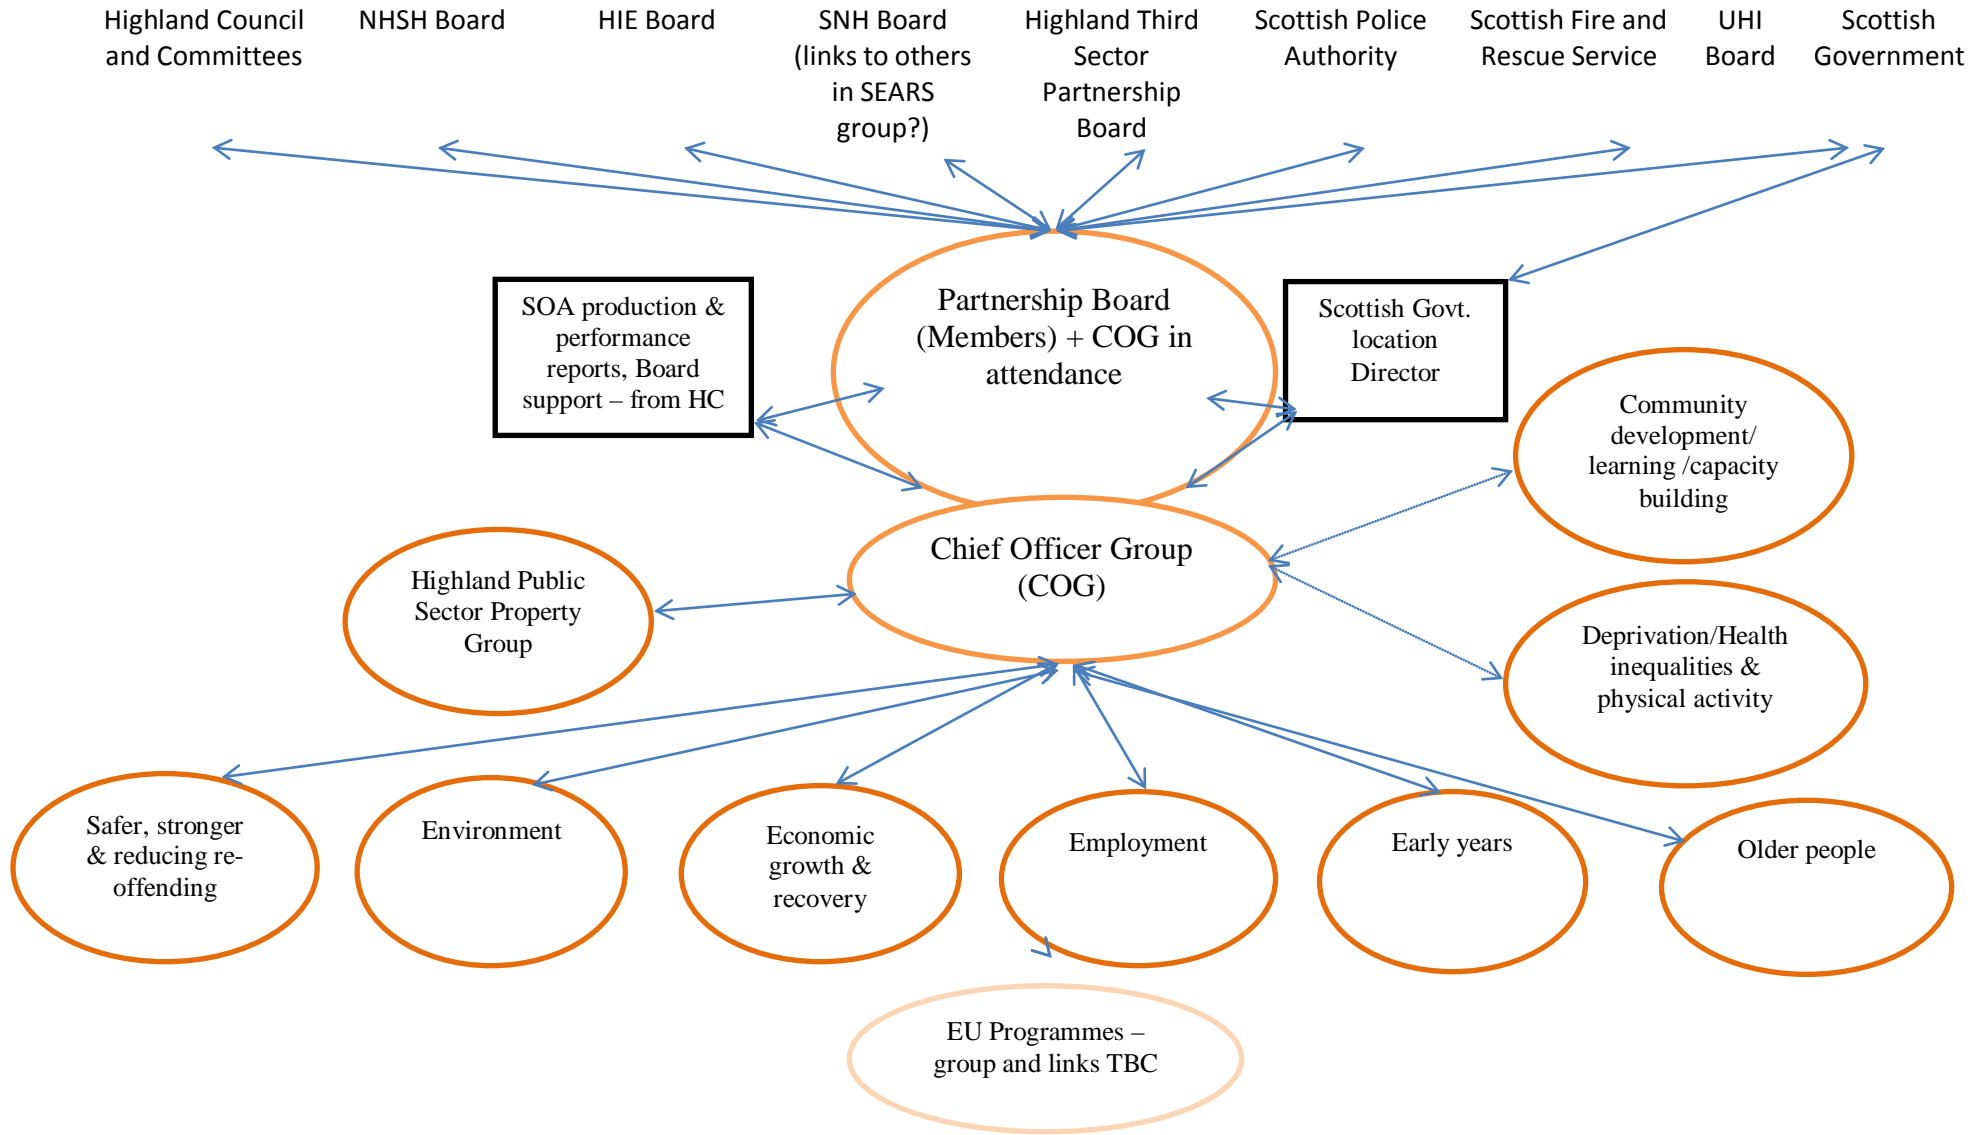 Highland Council
and Committees
NHSH Board
HIE Board
SNH Board
(links to others
in SEARS
group?)
Highland Third
Sector
Partnership
Board
Scottish Police
Authority
Scottish Fire and
Rescue Service
UHI
Board
Scottish
Government
SOA production &
performance
reports, Board
support – from HC
Partnership Board
(Members) + COG in
attendance
Scottish Govt.
location
Director
Community
development/
learning /capacity
building
Chief Officer Group
(COG)
Highland Public
Sector Property
Group
Deprivation/Health
inequalities &
physical activity
Safer, stronger
& reducing re-
offending
Environment
Economic
growth &
recovery
Employment
Early years
Older people
EU Programmes –
group and links TBC